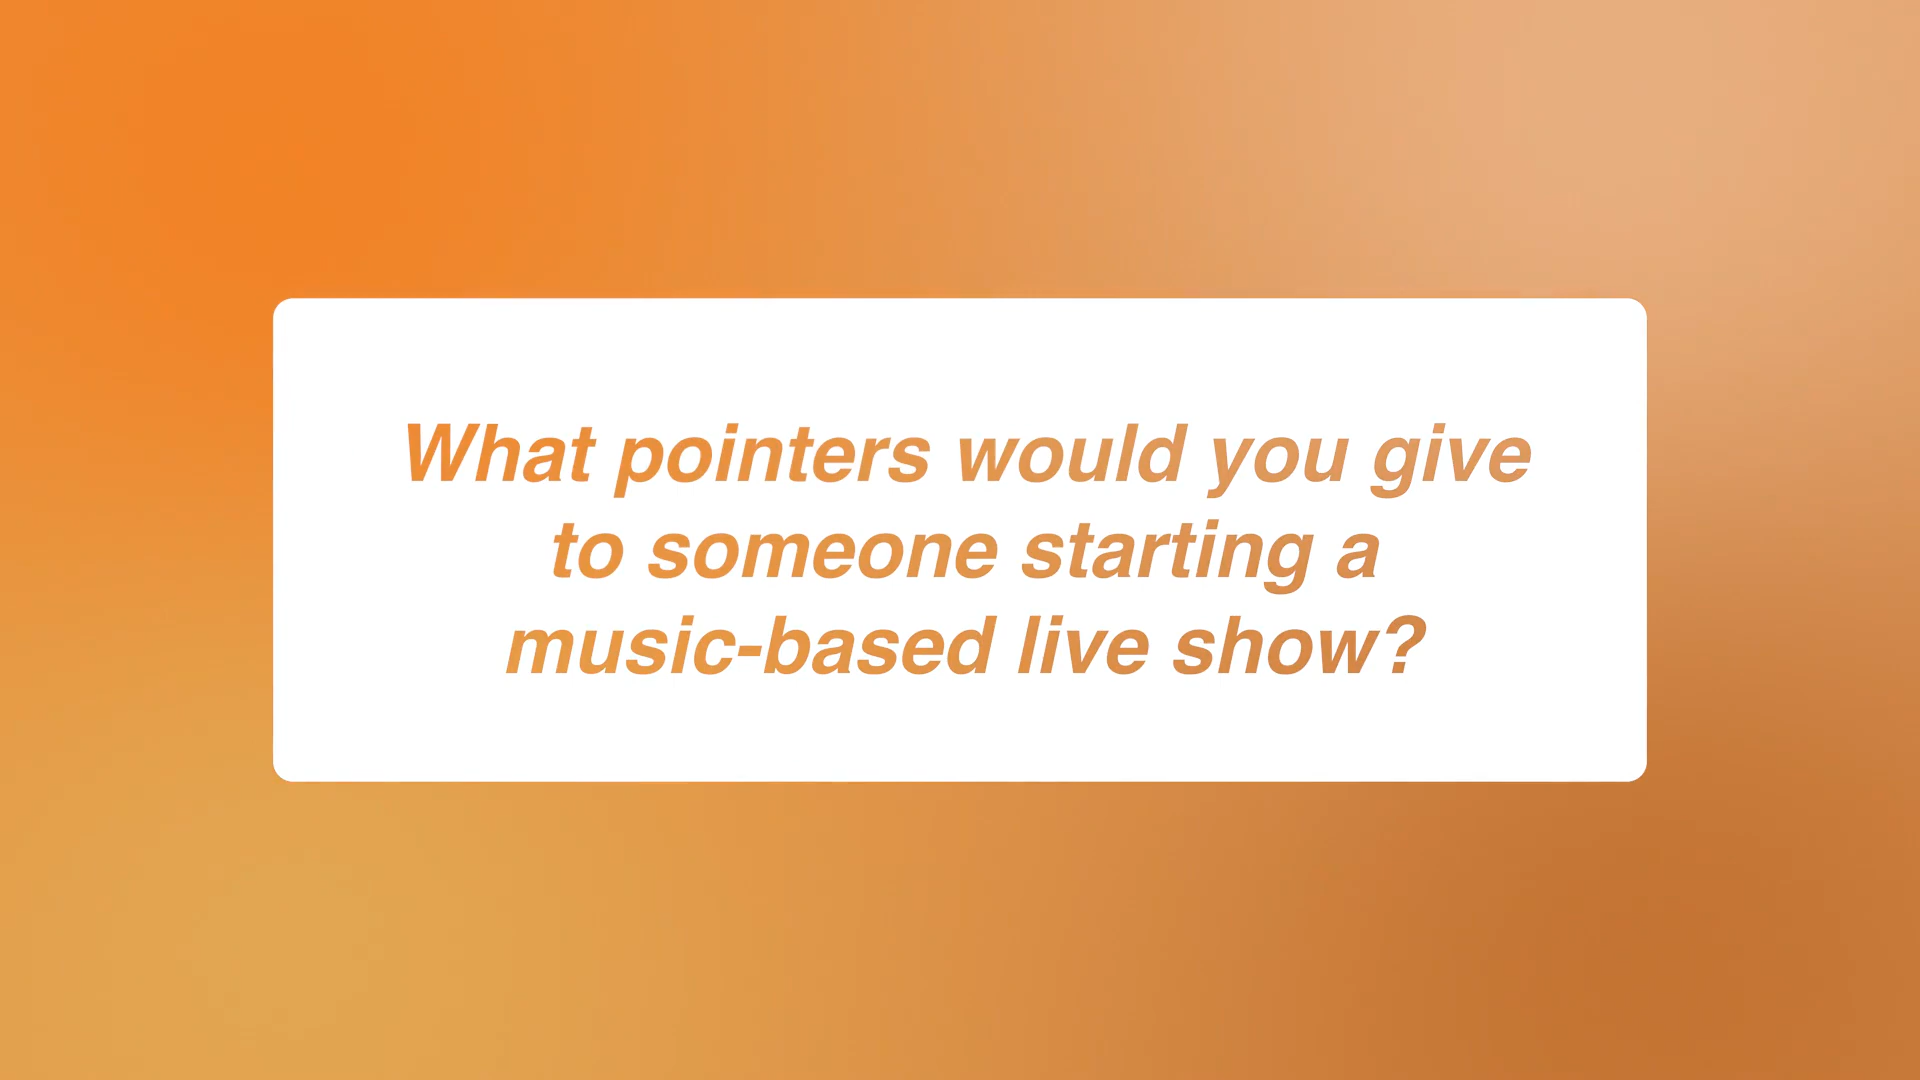 What pointers would you give
to someone starting a
music-based live show?